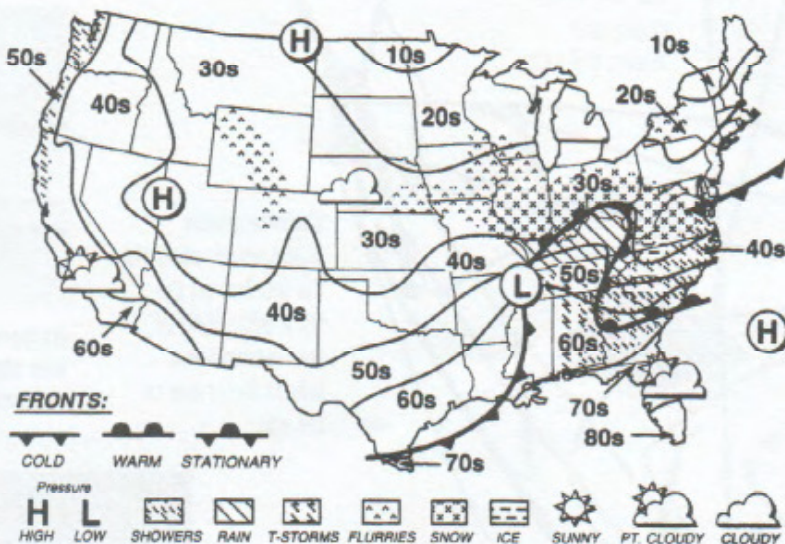 H
10s
10s
50s
30s
40s
20s
20s
H
30s
30s
40s
40s
50s
L
40s
60s
60s
H
50s
60s
70s
80s
70s
FRONTS:
COLD WARM STATIONARY
Pressure
H L
HIGH LOW SHOWERS RAIN T-STORMS FLURRIES SNOW ICE SUNNY PT. CLOUDY CLOUDY